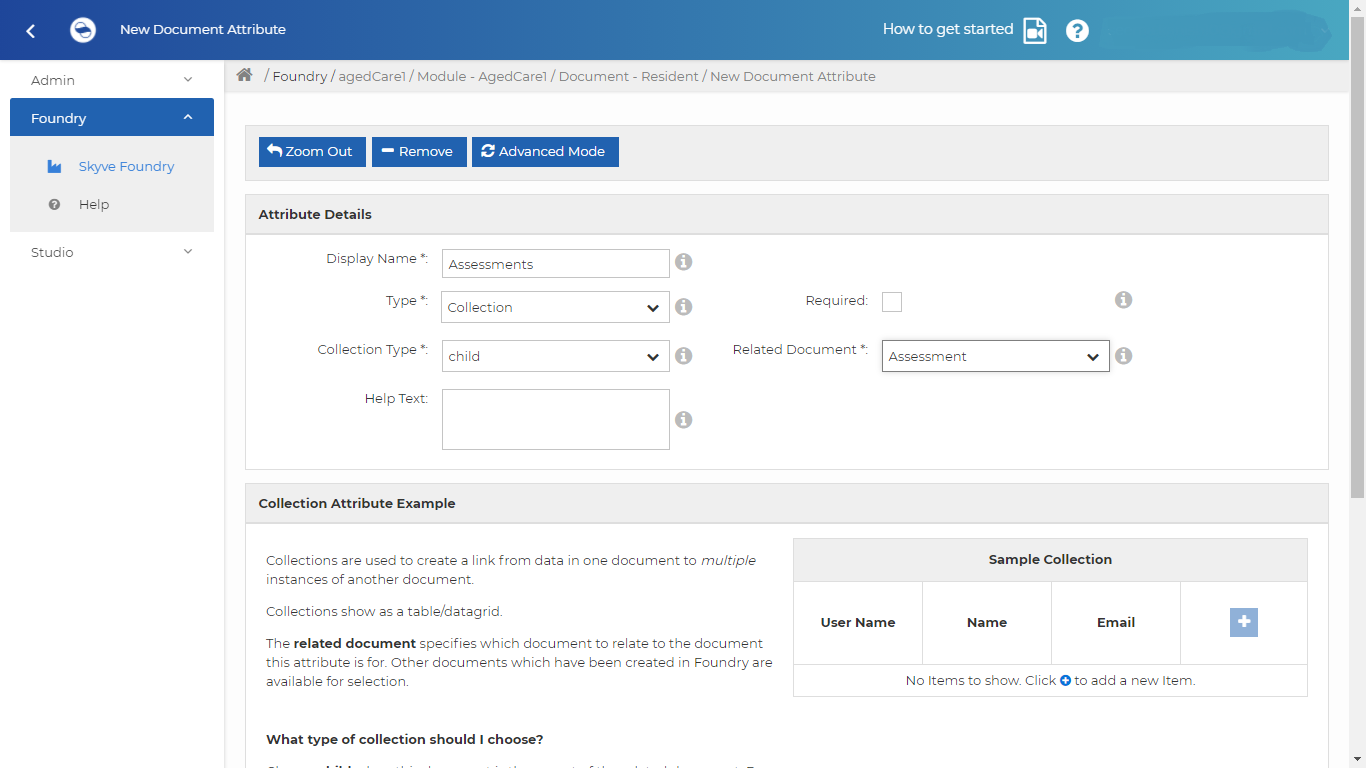 New Document Attribute
How to get started
Admin
Foundry
Skyve Foundry
Help
Studio
/ Foundry / agedCare1 / Module - AgedCare1 / Document - Resident / New Document Attribute
Zoom Out
Remove
Advanced Mode
Attribute Details
Display Name *:
Assessments
Type *:
Collection
Required:
Collection Type *:
child
Related Document *:
Assessment
Help Text:
Collection Attribute Example
Collections are used to create a link from data in one document to multiple
instances of another document.
Collections show as a table/datagrid.
The related document specifies which document to relate to the document
this attribute is for. Other documents which have been created in Foundry are
available for selection.
What type of collection should I choose?
Sample Collection
User Name
Name
Email
No Items to show. Click to add a new Item.